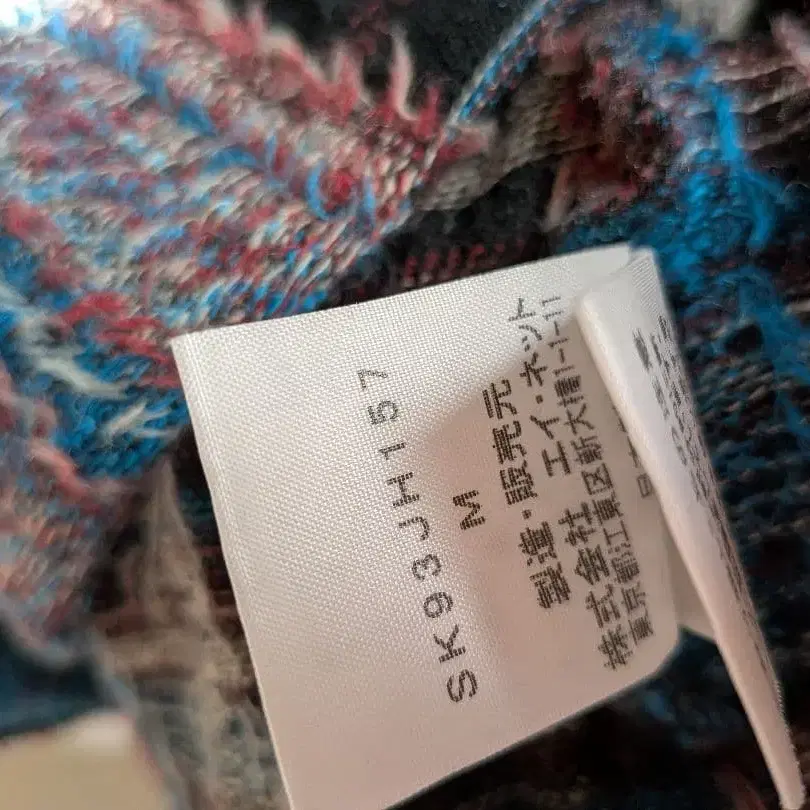 SK93JH157
M
製造・販売元
株式会社 エイ・ネット
東京都江東区新大橋1-1-11